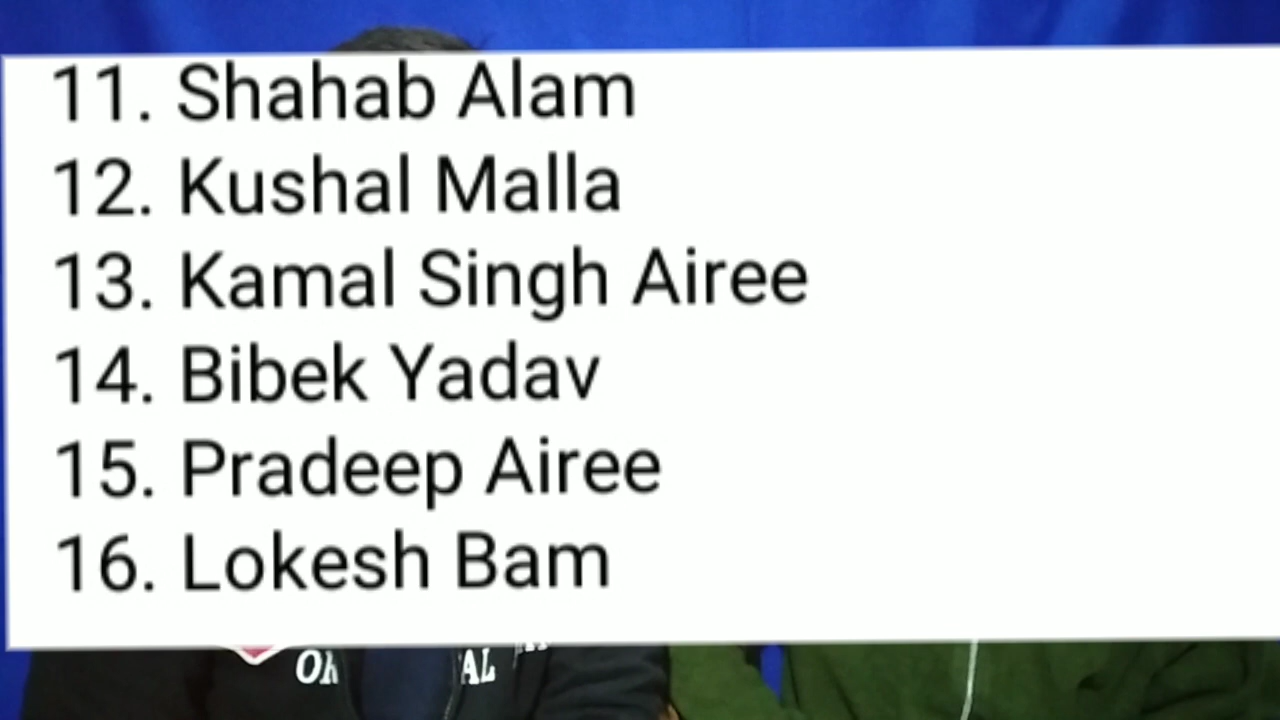 11. Shahab Alam
12. Kushal Malla
13. Kamal Singh Airee
14. Bibek Yadav
15. Pradeep Airee
16. Lokesh Bam